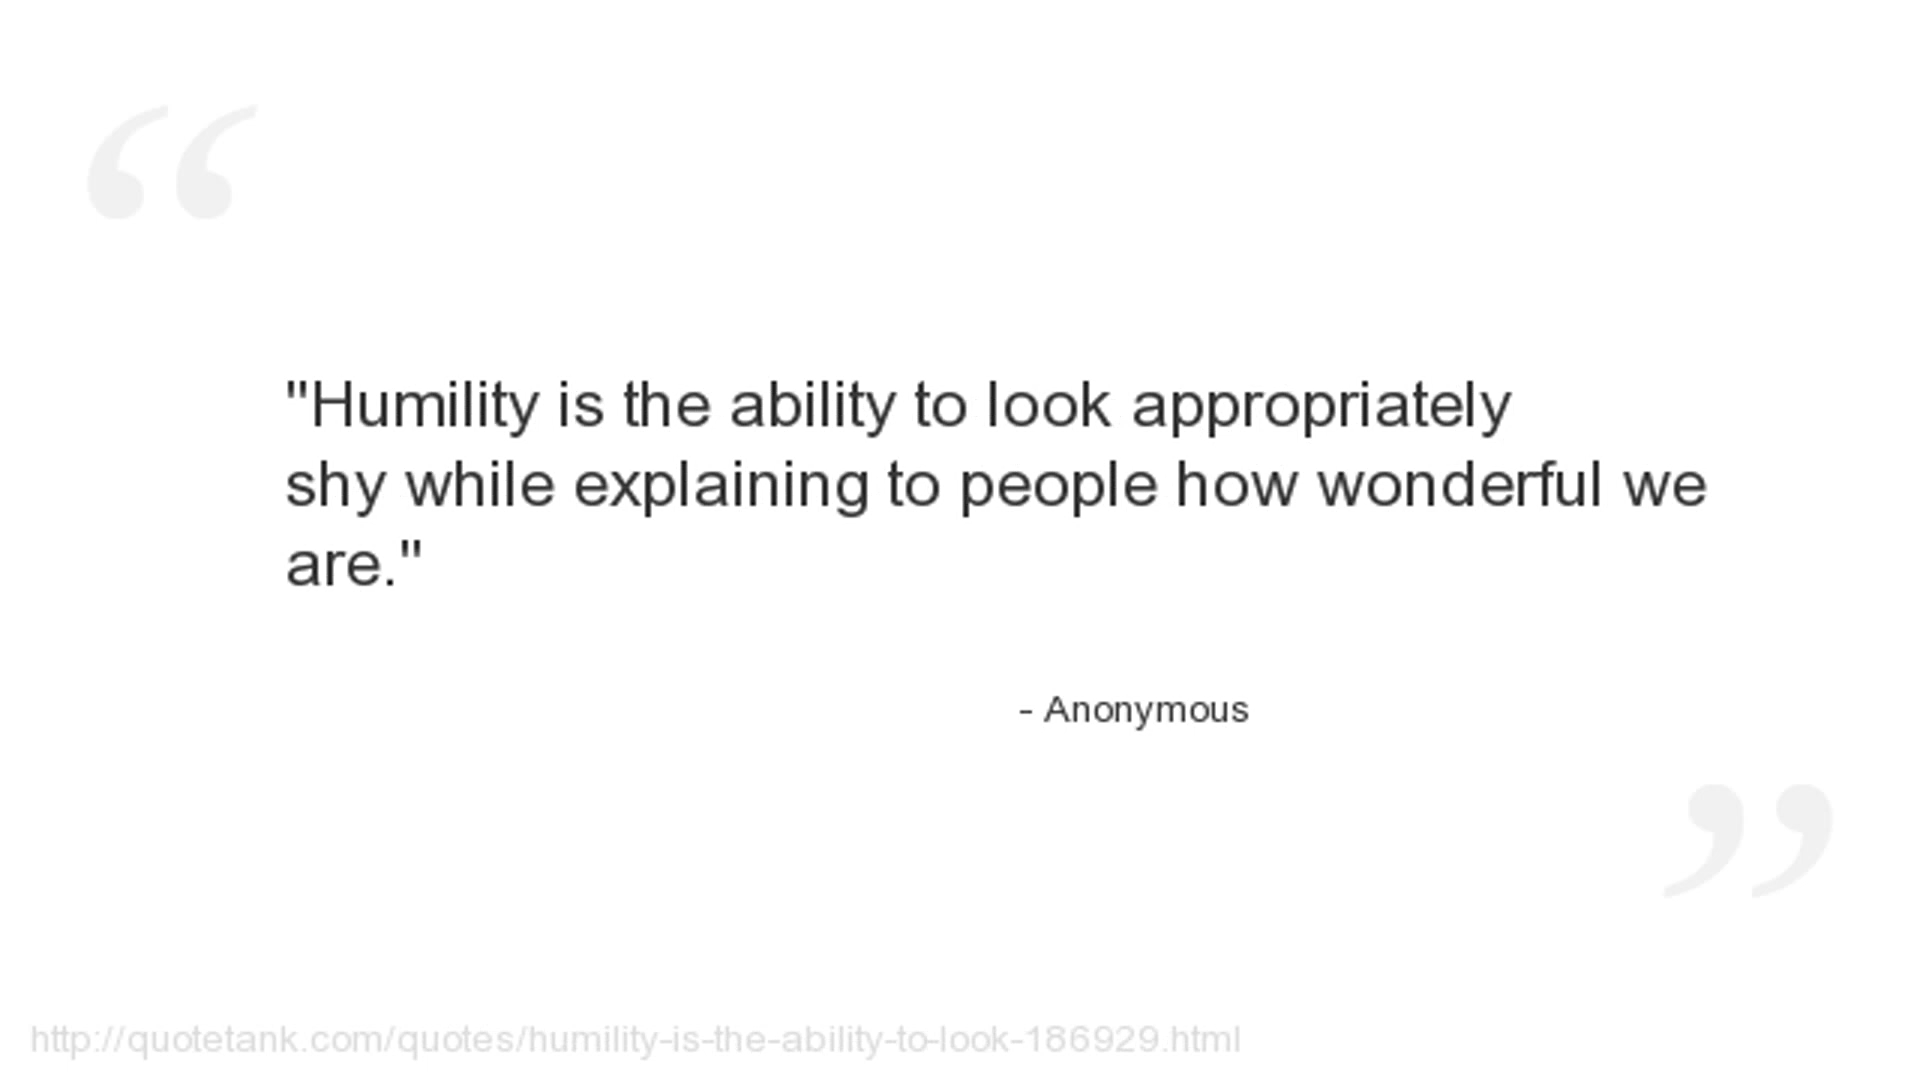 "Humility is the ability to look appropriately
shy while explaining to people how wonderful we
are."
- Anonymous
http://quotetank.com/quotes/humility-is-the-ability-to-look-186929.html